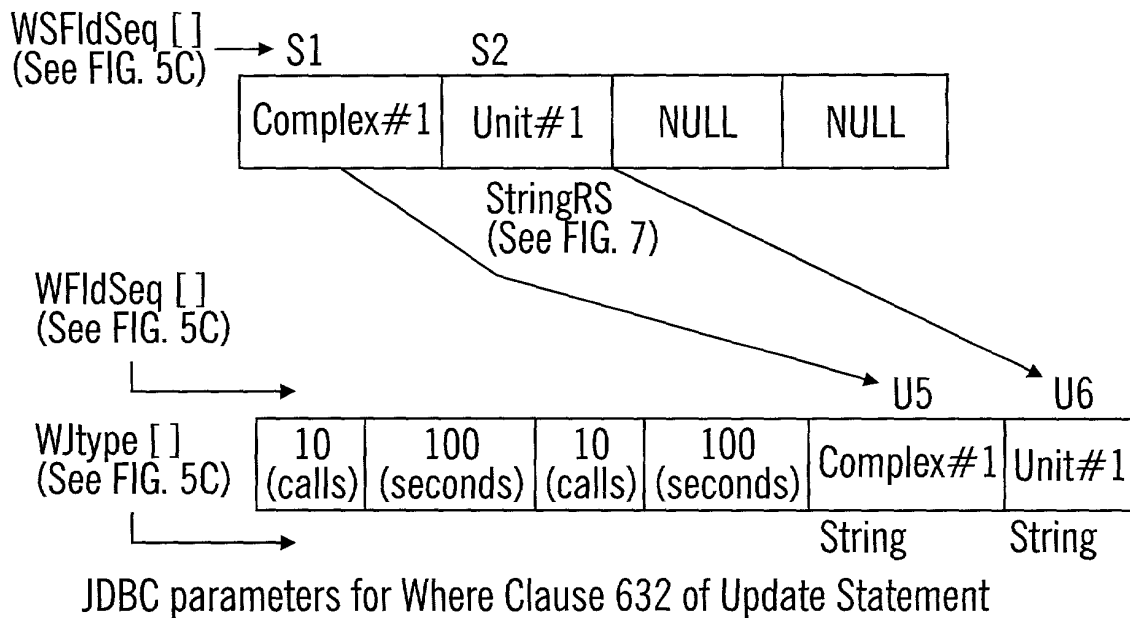 WSFldSeq [ ]
(See FIG. 5C)
S1 S2
Complex#1 Unit#1 NULL NULL
StringRS
(See FIG. 7)
WFldSeq [ ]
(See FIG. 5C)
U5 U6
WJtype [ ]
(See FIG. 5C)
10 100 10 100
(calls) (seconds) (calls) (seconds)
Complex#1 Unit#1
String String
JDBC parameters for Where Clause 632 of Update Statement